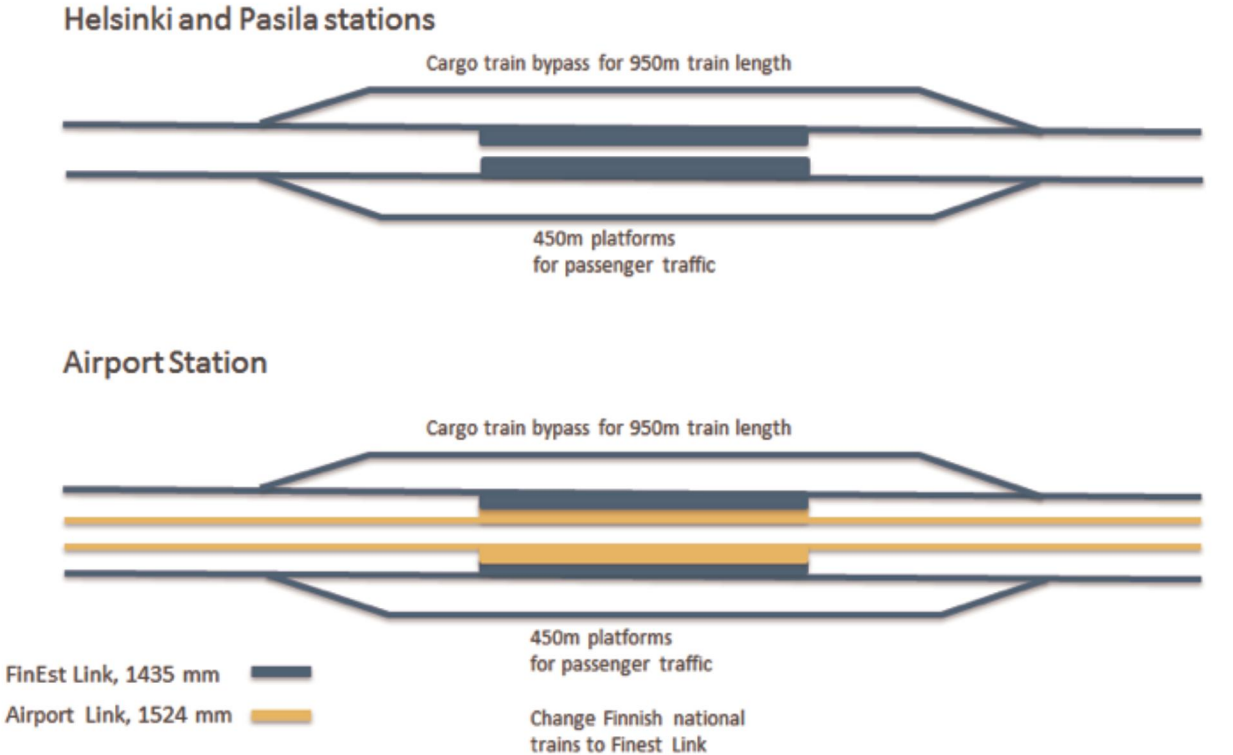 Helsinki and Pasila stations
Cargo train bypass for 950m train length
450m platforms
for passenger traffic
Airport Station
Cargo train bypass for 950m train length
450m platforms
for passenger traffic
FinEst Link, 1435 mm
Airport Link, 1524 mm
Change Finnish national
trains to Finest Link